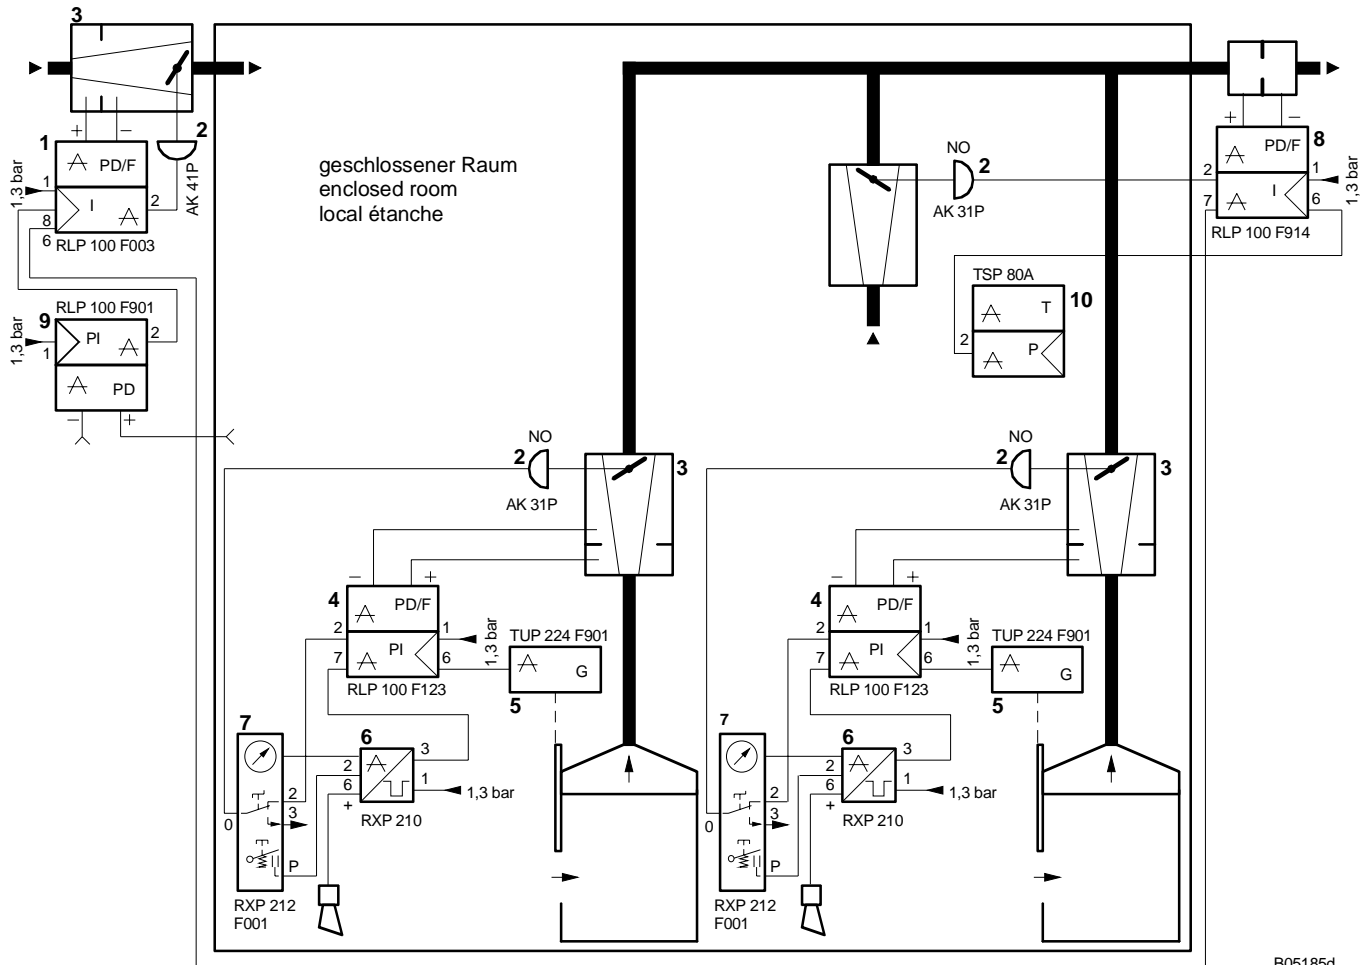 3
+
−
1
2
PD/F
AK 41P
1,3 bar
1
I
2
8
6
RLP 100 F003
RLP 100 F901
9
1,3 bar
1
PI
2
PD
−
+
geschlossener Raum
enclosed room
local étanche
NO
2
AK 31P
+
−
8
PD/F
2
1
I
7
6
1,3 bar
RLP 100 F914
TSP 80A
10
T
2
P
NO
2
3
AK 31P
−
+
4
PD/F
2
1
PI
7
6
1,3 bar
RLP 100 F123
TUP 224 F901
G
5
7
6
3
2
1
6
+
1,3 bar
RXP 210
2
3
0
P
RXP 212
F001
NO
2
3
AK 31P
−
+
4
PD/F
2
1
PI
7
6
1,3 bar
RLP 100 F123
TUP 224 F901
G
5
7
6
3
2
1
6
+
1,3 bar
RXP 210
2
3
0
P
RXP 212
F001
B05185d